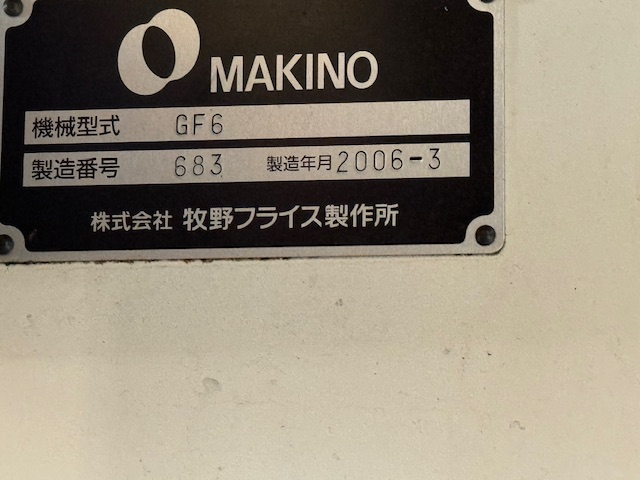 MAKINO
機械型式 GF6
製造番号 683 製造年月 2006-3
株式会社 牧野フライス製作所